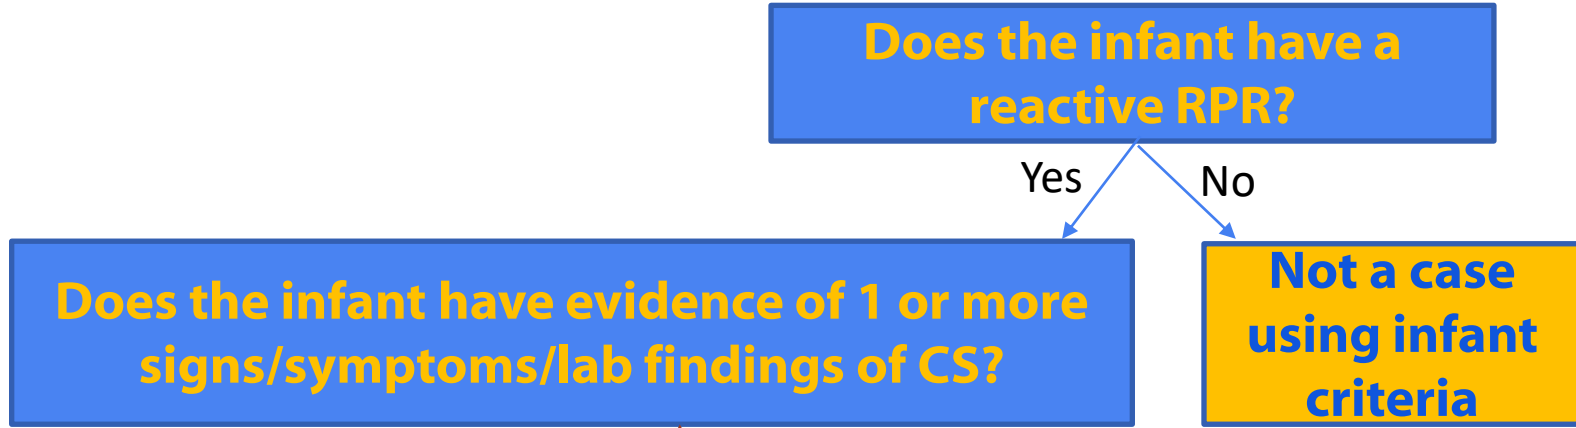 Does the infant have a
reactive RPR?
Yes
No
Does the infant have evidence of 1 or more
signs/symptoms/lab findings of CS?
Not a case
using infant
criteria